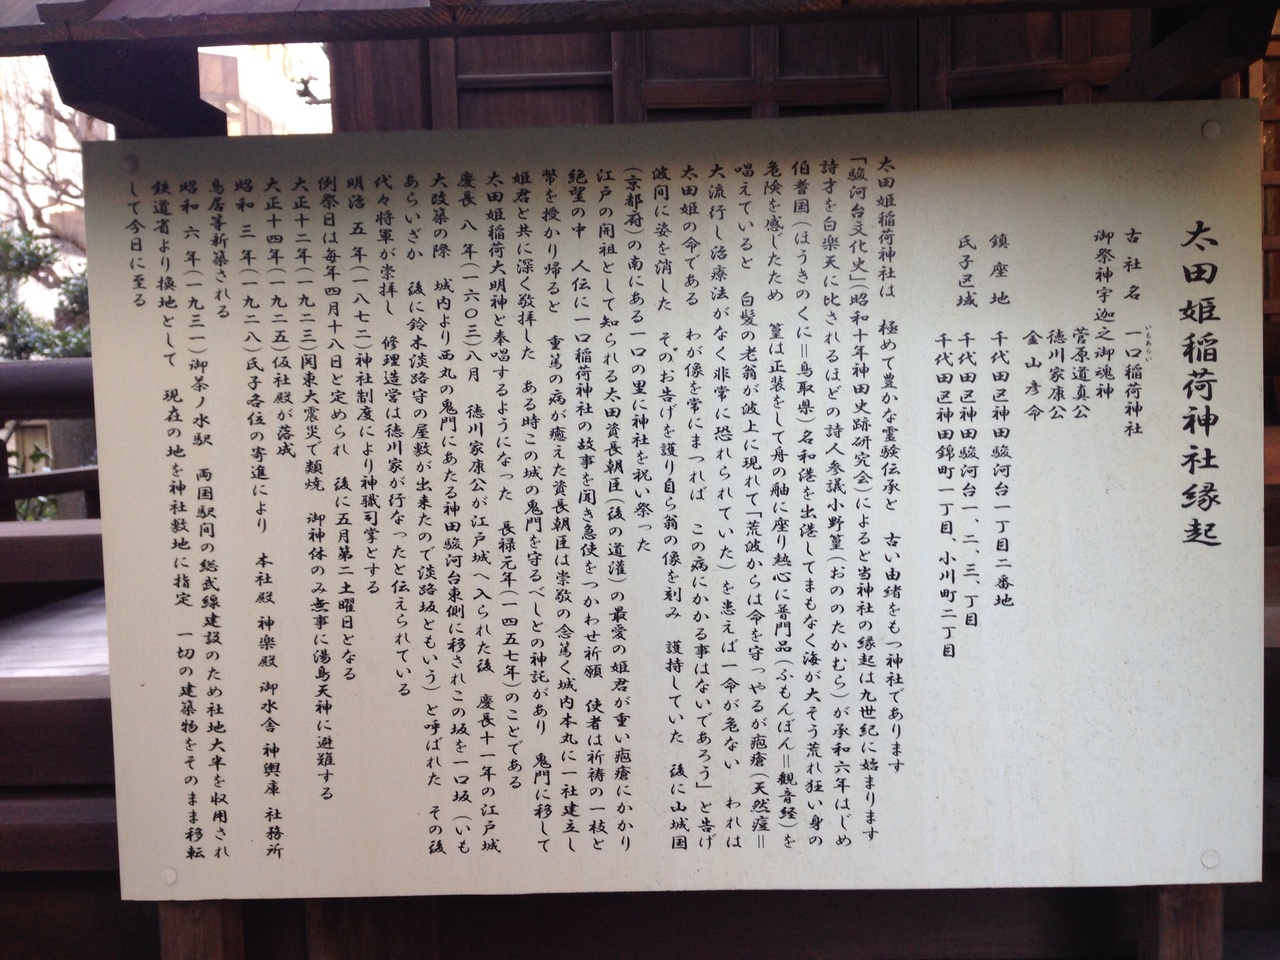 太田姫稲荷神社縁起
古社名　一口稲荷神社
いもあらい
御祭神宇迦之御魂神
菅原道真公
徳川家康公
金山彦命
鎮座地　千代田区神田駿河台一丁目二番地
氏子区域　千代田区神田駿河台一、二、三、丁目
千代田区神田錦町一丁目、小川町二丁目
太田姫稲荷神社は　極めて豊かな霊験伝承と　古い由緒をもつ神社であります
「駿河台文化史」(昭和十年神田史跡研究会)によると当神社の縁起は九世紀に始まります
詩才を白楽天に比されるほどの詩人参議小野篁(おののたかむら)が承和六年はじめ
伯耆国(ほうきのくに＝鳥取県)名和港を出港してまもなく海が大そう荒れ狂い身の
危険を感じたため　篁は正装をして舟の舳に座り熱心に普門品(ふもんぼん＝観音経)を
唱えていると　白髪の老翁が波上に現れて「荒波からは命を守ってやるが疱瘡(天然痘＝
大流行し治療法がなく非常に恐れられていた)を患えば一命が危ない　われは
太田姫の命である　わが像を常にまつれば　この病にかかる事はないであろう」と告げ
波間に姿を消した　そのお告げを護り自ら翁の像を刻み　護持していた　後に山城国
(京都府)の南にある一口の里に神社を祝い祭った
江戸の開祖として知られる太田資長朝臣(後の道灌)の最愛の姫君が重い疱瘡にかかり
絶望の中　人伝に一口稲荷神社の故事を聞き急使をつかわせ祈願　使者は祈祷の一枝と
幣を授かり帰ると　重篤の病が癒えた資長朝臣は崇敬の念篤く城内本丸に一社建立し
姫君と共に深く敬拝した　ある時この城の鬼門を守るべしとの神託があり　鬼門に移して
太田姫稲荷大明神と奉唱するようになった　長禄元年(一四五七年)のことである
慶長　八　年(一六〇三)八月　徳川家康公が江戸城へ入られた後　慶長十一年の江戸城
大改築の際　城内より西丸の鬼門にあたる神田駿河台東側に移されこの坂を一口坂(いも
あらいざか　後に鈴木淡路守の屋敷が出来たので淡路坂ともいう)と呼ばれた　その後
代々将軍が崇拝し　修理造営は徳川家が行なったと伝えられている
明治　五　年(一八七二)神社制度により神職司掌とする
例祭日は毎年四月十八日と定められ　後に五月第二土曜日となる
大正十二年(一九二三)関東大震災で類焼　御神体のみ無事に湯島天神に避難する
大正十四年(一九二五)仮社殿が落成
昭和　三　年(一九二八)氏子各位の寄進により　本社殿　神楽殿　御水舎　神輿庫　社務所
鳥居等新築される
昭和　六　年(一九三一)御茶ノ水駅　両国駅間の総武線建設のため社地大半を収用され
鉄道省より換地として　現在の地を神社敷地に指定　一切の建築物をそのまま移転
して今日に至る